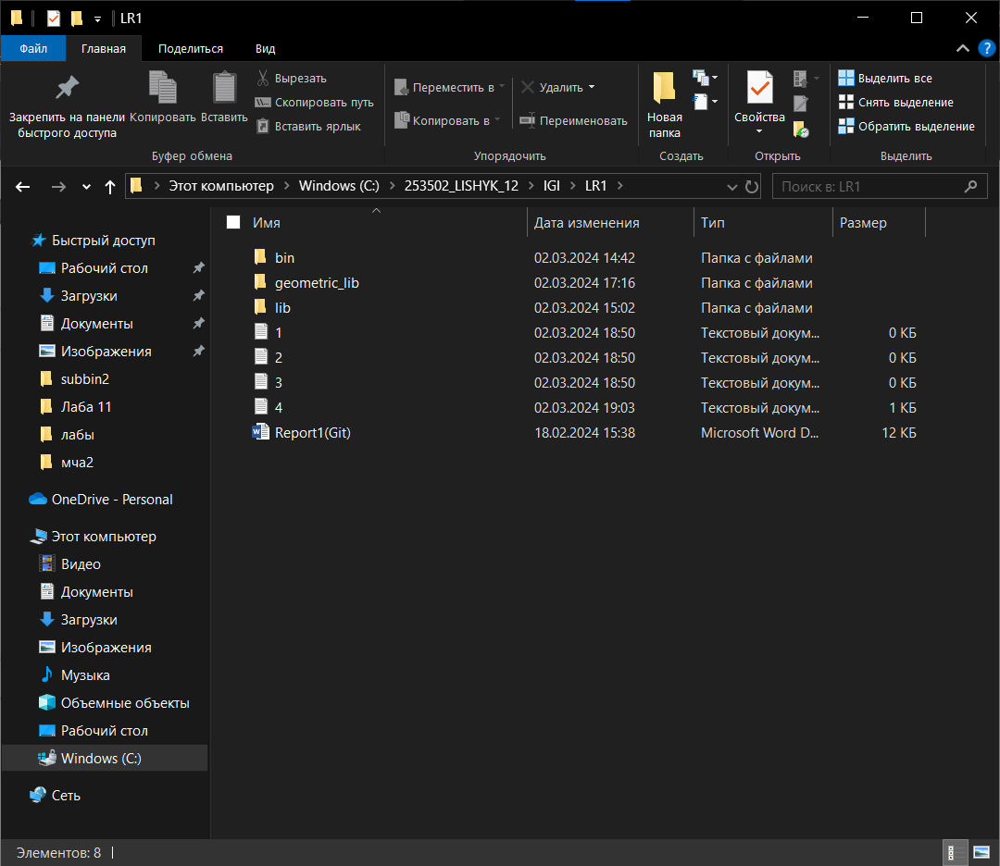 LR1
Файл Главная Поделиться Вид
Закрепить на панели быстрого доступа
Копировать
Вставить
Вырезать
Скопировать путь
Вставить ярлык
Буфер обмена
Переместить в
Копировать в
Удалить
Переименовать
Упорядочить
Новая папка
Создать
Свойства
Открыть
Выделить все
Снять выделение
Обратить выделение
Выделить
Этот компьютер Windows (C:) 253502_LISHYK_12 IGI LR1
Поиск в: LR1
Быстрый доступ
Рабочий стол
Загрузки
Документы
Изображения
subbin2
Лаба 11
лабы
мча2
OneDrive - Personal
Этот компьютер
Видео
Документы
Загрузки
Изображения
Музыка
Объемные объекты
Рабочий стол
Windows (C:)
Сеть
Имя Дата изменения Тип Размер
bin 02.03.2024 14:42 Папка с файлами
geometric_lib 02.03.2024 17:16 Папка с файлами
lib 02.03.2024 15:02 Папка с файлами
1 02.03.2024 18:50 Текстовый докум... 0 КБ
2 02.03.2024 18:50 Текстовый докум... 0 КБ
3 02.03.2024 18:50 Текстовый докум... 0 КБ
4 02.03.2024 19:03 Текстовый докум... 1 КБ
Report1(Git) 18.02.2024 15:38 Microsoft Word D... 12 КБ
Элементов: 8